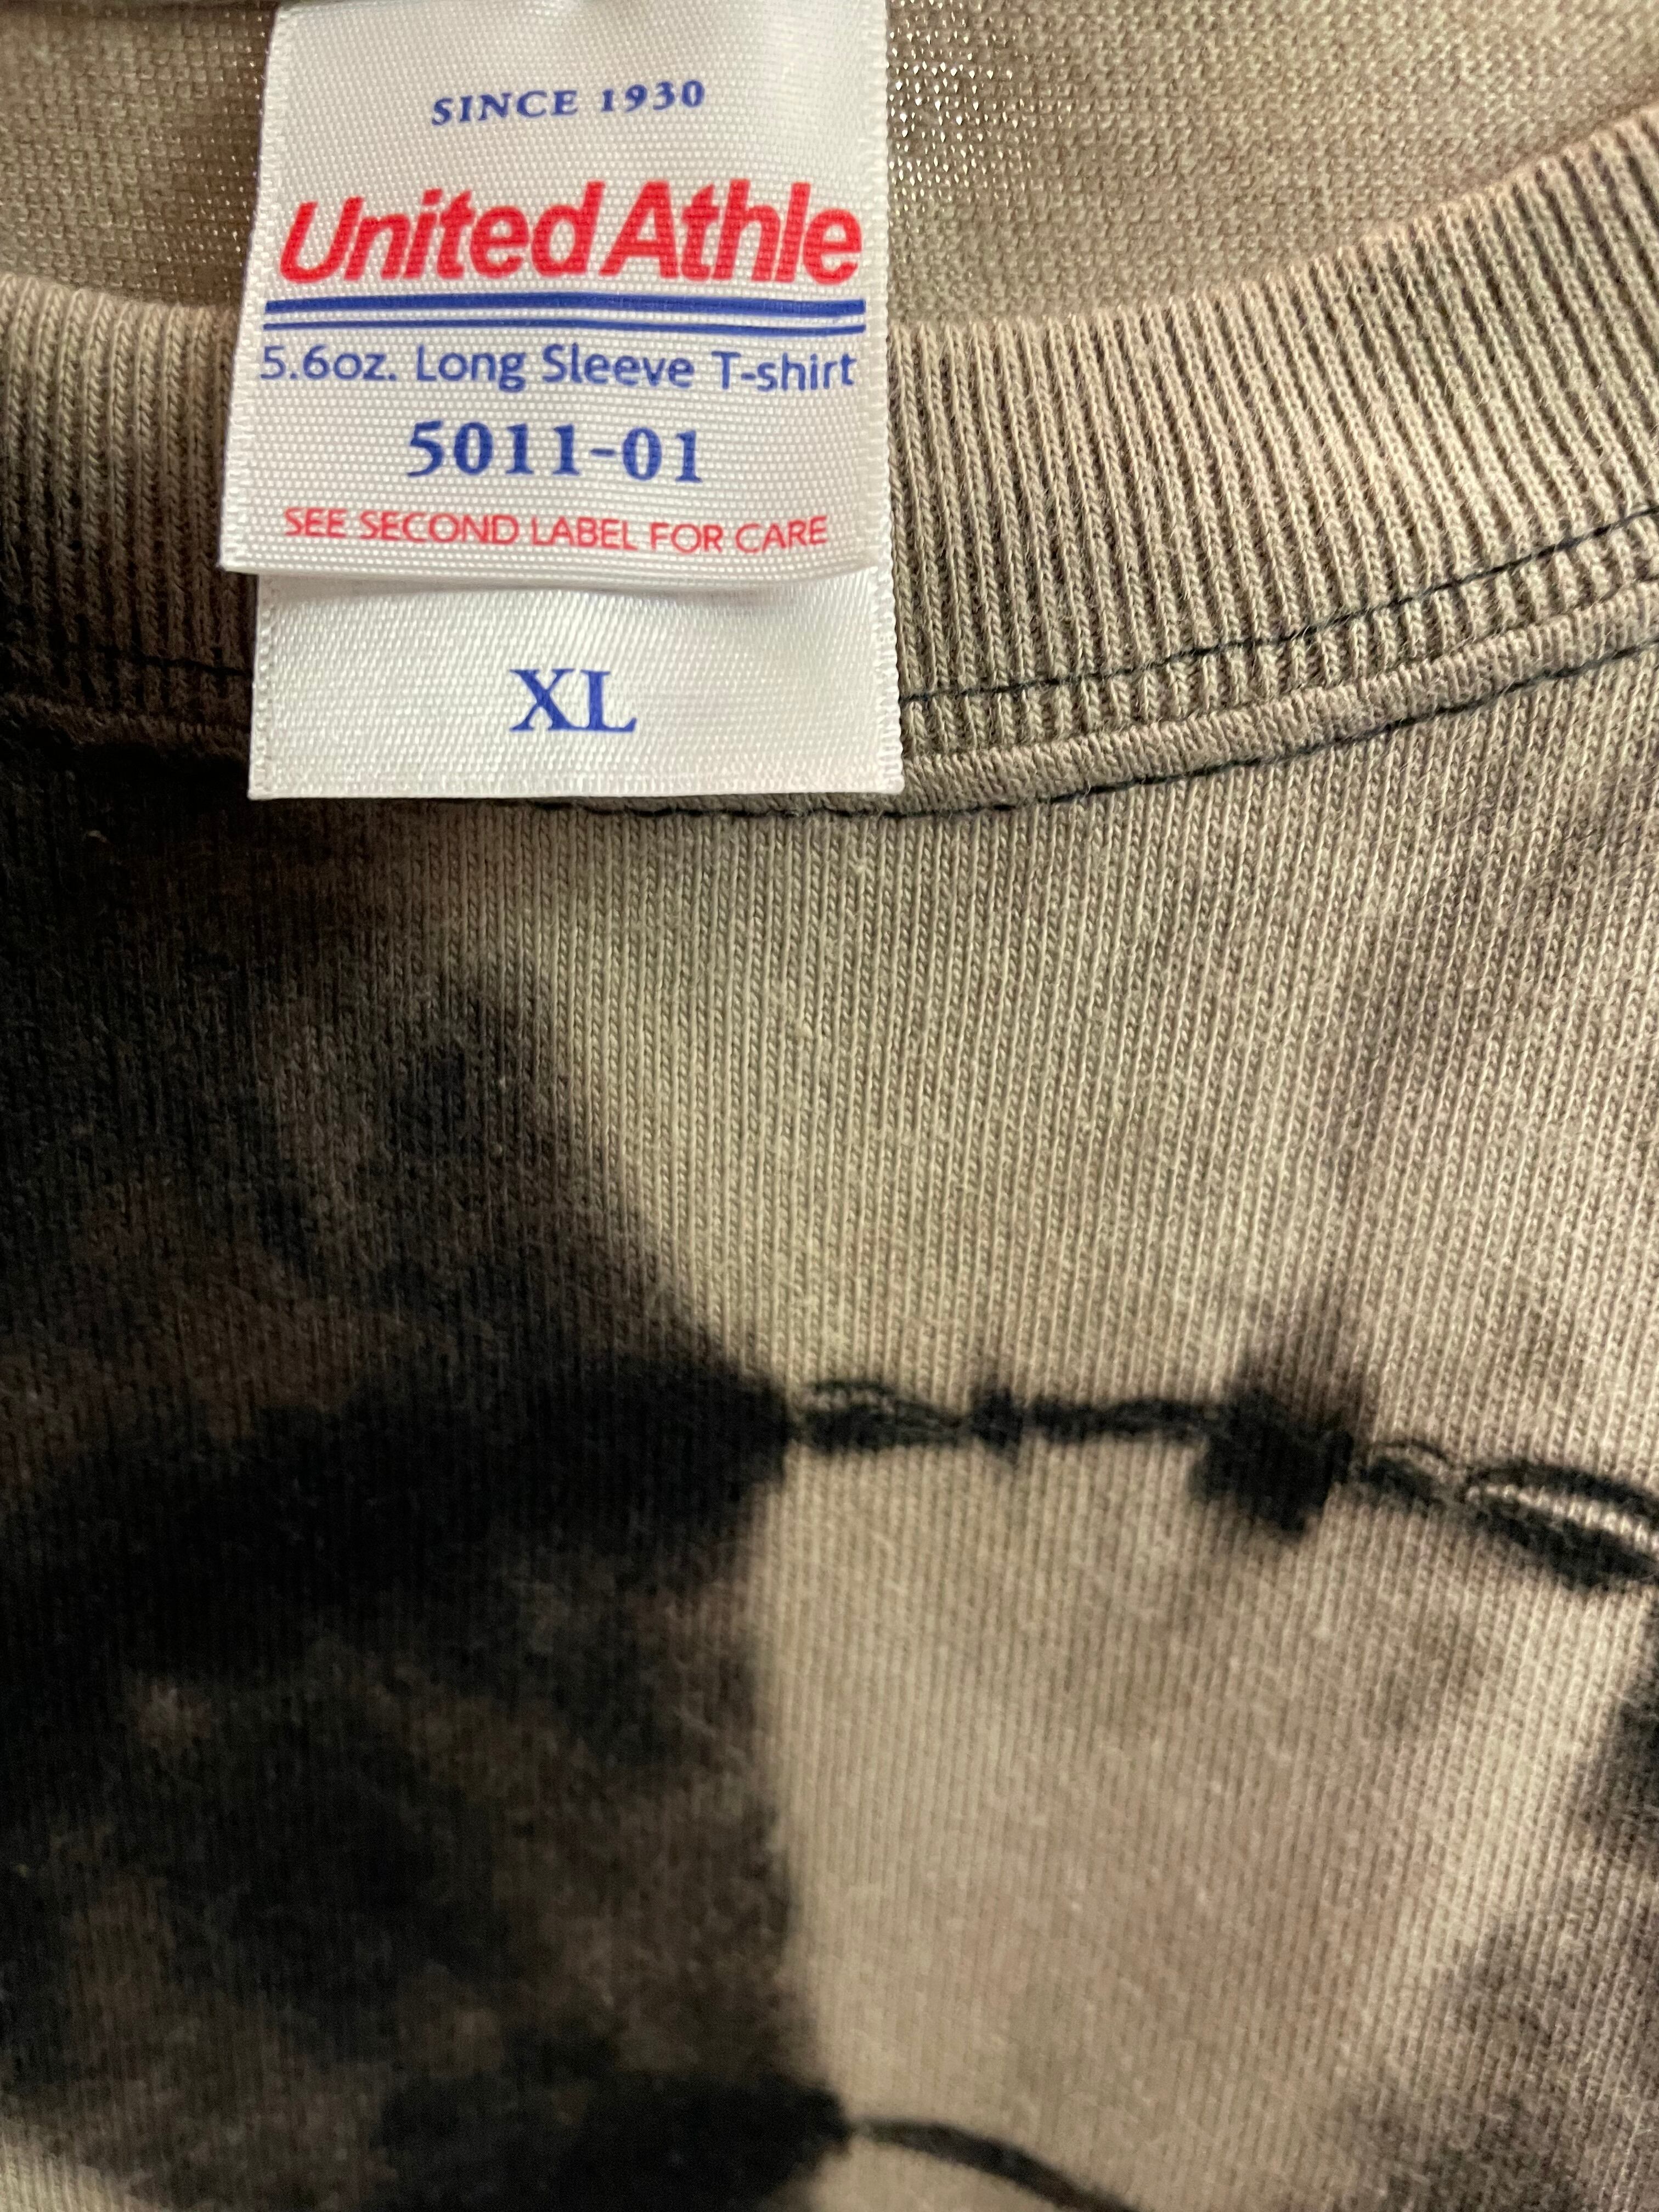 SINCE 1930
United Athle
5.6oz. Long Sleeve T-shirt
5011-01
SEE SECOND LABEL FOR CARE
XL